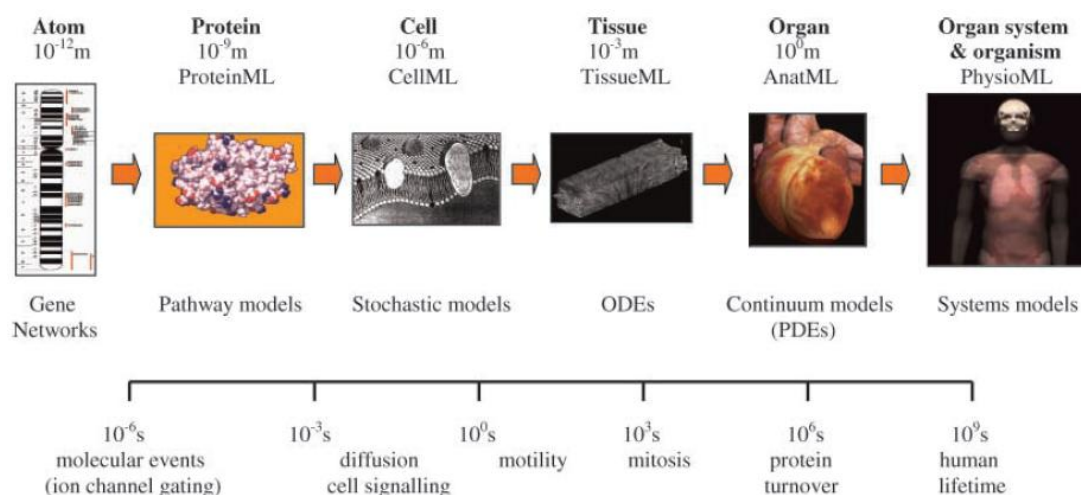 Atom
10⁻¹²m
Protein
10⁻⁹m
ProteinML
Cell
10⁻⁶m
CellML
Tissue
10⁻³m
TissueML
Organ
10⁰m
AnatML
Organ system
& organism
PhysioML
Gene
Networks
Pathway models
Stochastic models
ODEs
Continuum models
(PDEs)
Systems models
10⁻⁶s
molecular events
(ion channel gating)
10⁻³s
diffusion
cell signalling
10⁰s
motility
10³s
mitosis
10⁶s
protein
turnover
10⁹s
human
lifetime